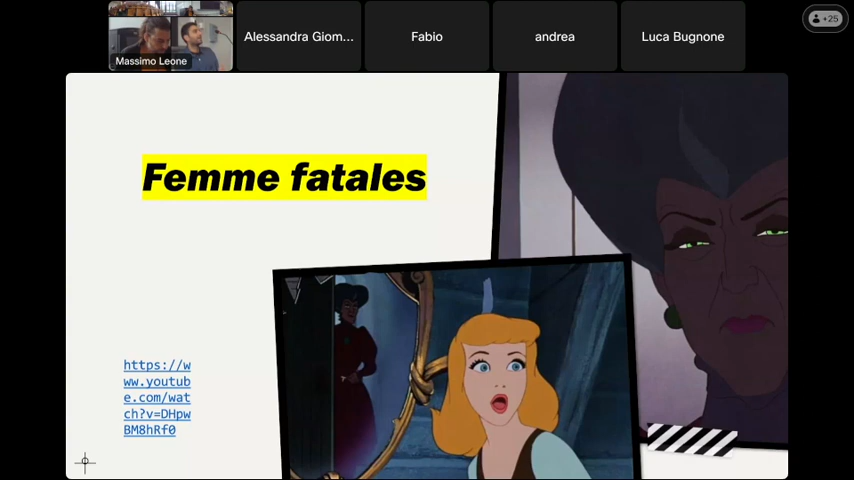 Massimo Leone
Alessandra Giom...
Fabio
andrea
Luca Bugnone
+25
Femme fatales
https://w
ww.youtub
e.com/wat
ch?v=DHpw
BM8hRf0